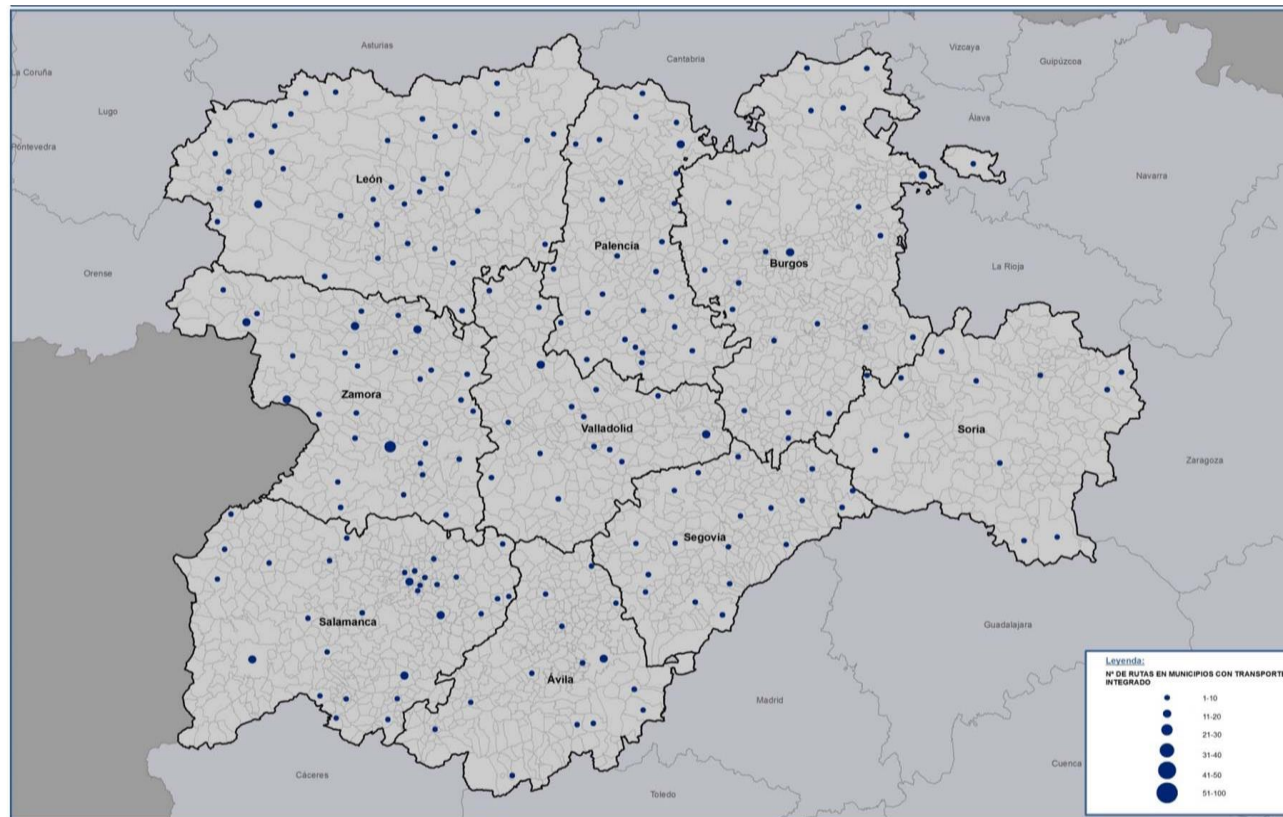 Asturias
Cantabria
Vizcaya
Guipúzcoa
La Coruña
Lugo
Álava
Pontevedra
León
Navarra
Palencia
Burgos
Orense
La Rioja
Zamora
Valladolid
Soria
Zaragoza
Segovia
Salamanca
Guadalajara
Ávila
Madrid
Cáceres
Toledo
Cuenca
Leyenda:
Nº DE RUTAS EN MUNICIPIOS CON TRANSPORTE
INTEGRADO
1-10
11-20
21-30
31-40
41-50
51-100